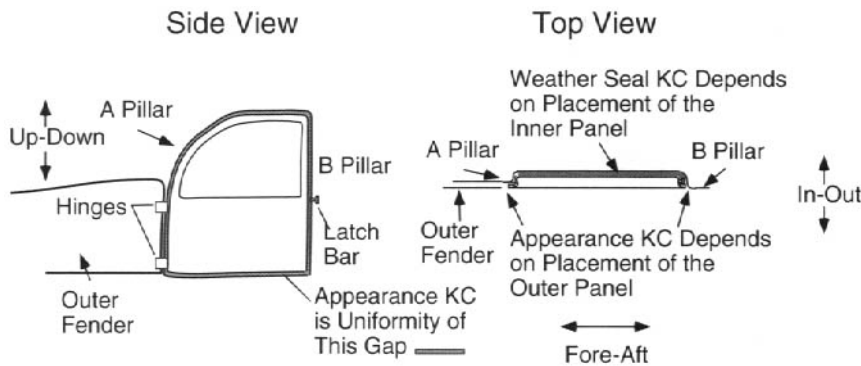 Side View
Top View
A Pillar
Up-Down
B Pillar
Hinges
Latch
Bar
Outer
Fender
Appearance KC
is Uniformity of
This Gap
Weather Seal KC Depends
on Placement of the
Inner Panel
A Pillar
B Pillar
In-Out
Outer
Fender
Appearance KC Depends
on Placement of the
Outer Panel
Fore-Aft